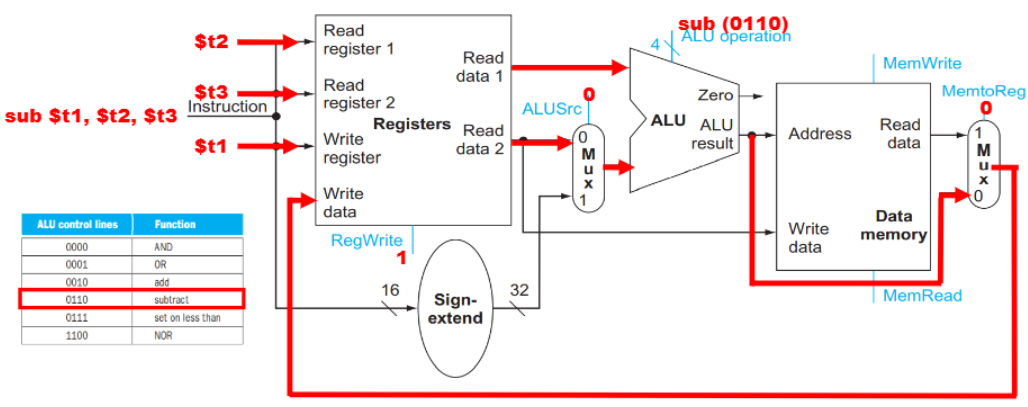 sub (0110)
4
ALU operation
$t2
Read
register 1
$t3
Read
register 2
Instruction
sub $t1, $t2, $t3
$t1
Write
register
Write
data
Registers
Read
data 1
Read
data 2
RegWrite
1
ALUSrc
0
0
M
u
x
1
Zero
ALU
ALU
result
MemWrite
Address
Read
data
Write
data
Data
memory
MemRead
MemtoReg
0
1
M
u
x
0
16
Sign-
extend
32
ALU control lines Function
0000 AND
0001 OR
0010 add
0110 subtract
0111 set on less than
1100 NOR